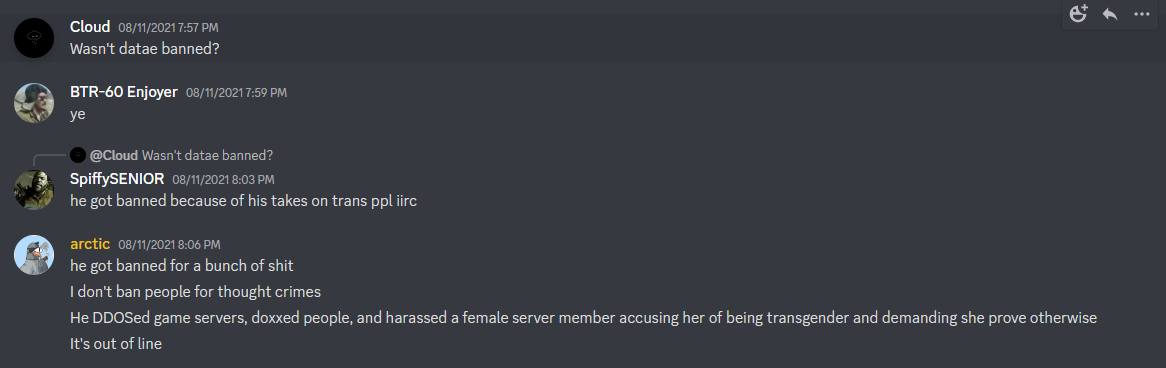 Cloud 08/11/2021 7:57 PM
Wasn't datae banned?
BTR-60 Enjoyer 08/11/2021 7:59 PM
ye
@Cloud Wasn't datae banned?
SpiffySENIOR 08/11/2021 8:03 PM
he got banned because of his takes on trans ppl iirc
arctic 08/11/2021 8:06 PM
he got banned for a bunch of shit
I don't ban people for thought crimes
He DDOSed game servers, doxxed people, and harassed a female server member accusing her of being transgender and demanding she prove otherwise
It's out of line